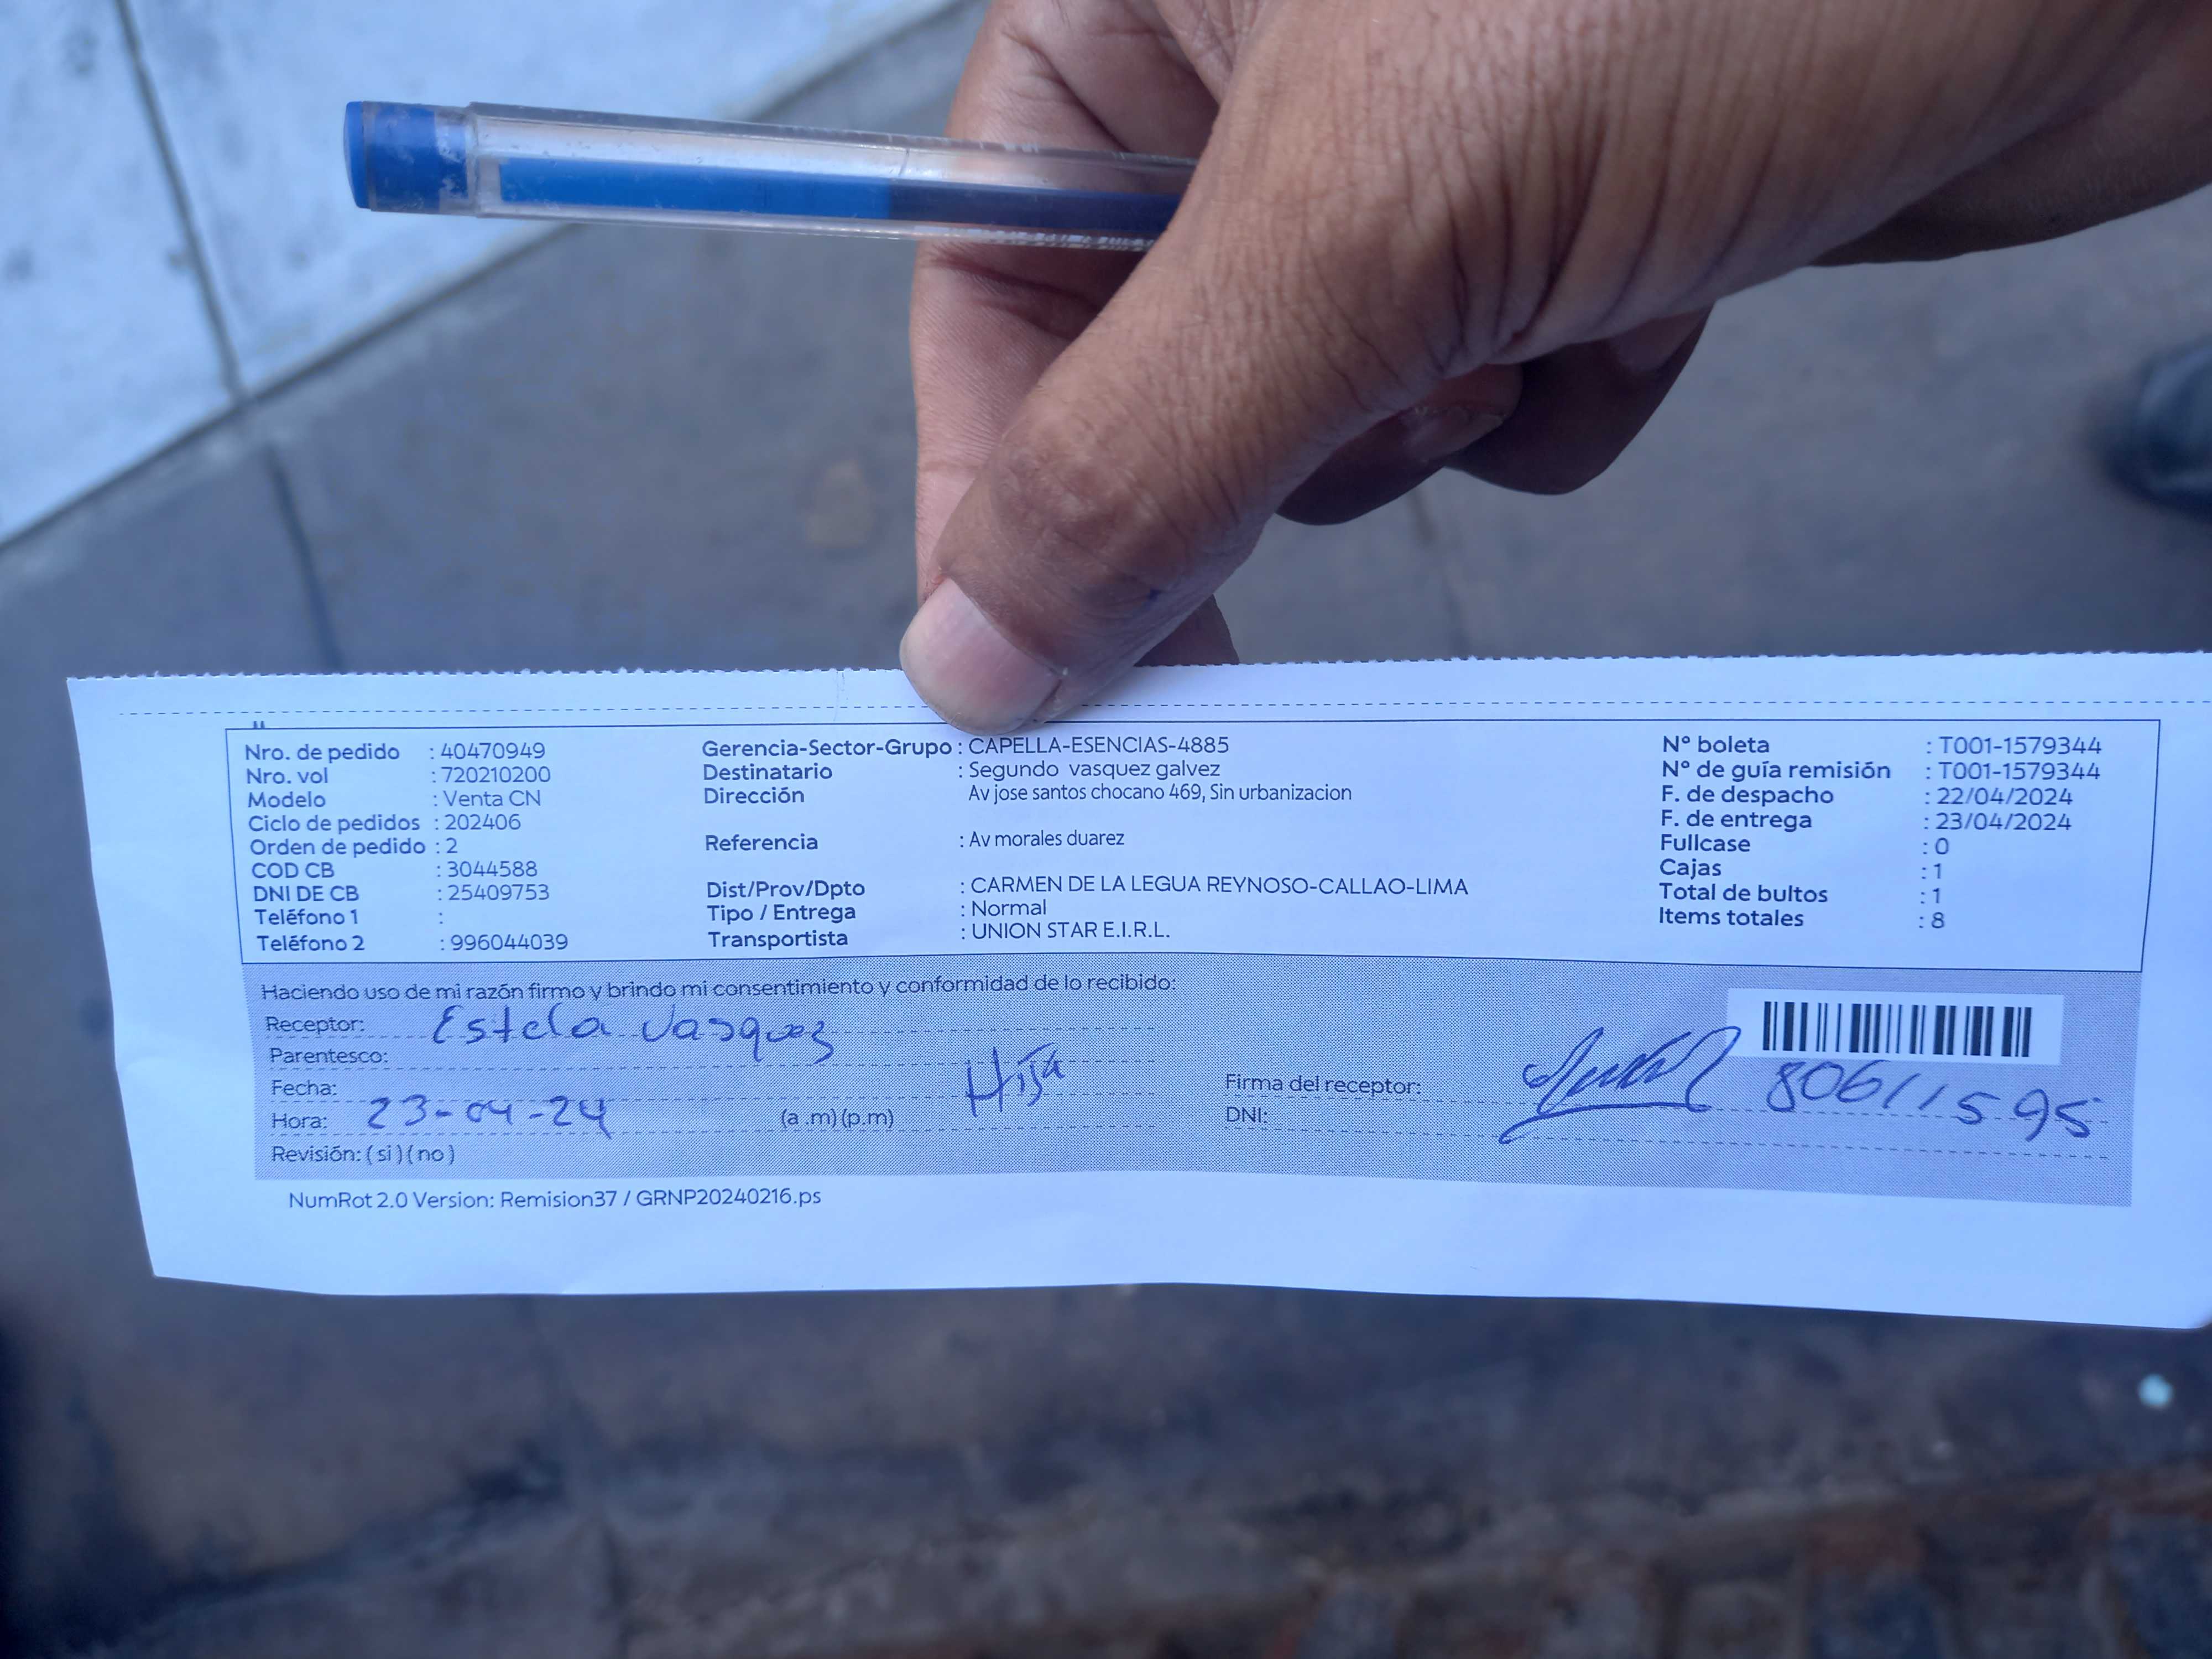 Nro. de pedido : 40470949
Nro. vol : 720210200
Modelo : Venta CN
Ciclo de pedidos : 202406
Orden de pedido : 2
COD CB : 3044588
DNI DE CB : 25409753
Teléfono 1 :
Teléfono 2 : 996044039
Gerencia-Sector-Grupo : CAPELLA-ESENCIAS-4885
Destinatario : Segundo vasquez galvez
Dirección Av jose santos chocano 469, Sin urbanizacion
Referencia : Av morales duarez
Dist/Prov/Dpto : CARMEN DE LA LEGUA REYNOSO-CALLAO-LIMA
Tipo / Entrega : Normal
Transportista : UNION STAR E.I.R.L.
N° boleta : T001-1579344
N° de guía remisión : T001-1579344
F. de despacho : 22/04/2024
F. de entrega : 23/04/2024
Fullcase : 0
Cajas : 1
Total de bultos : 1
Items totales : 8
Haciendo uso de mi razón firmo y brindo mi consentimiento y conformidad de lo recibido:
Receptor: Estela Vasquez
Parentesco: Hija
Fecha:
Hora: 23-04-24 (a .m) (p.m)
Revisión: ( si ) ( no )
Firma del receptor:
DNI: 80611595
NumRot 2.0 Version: Remision37 / GRNP20240216.ps